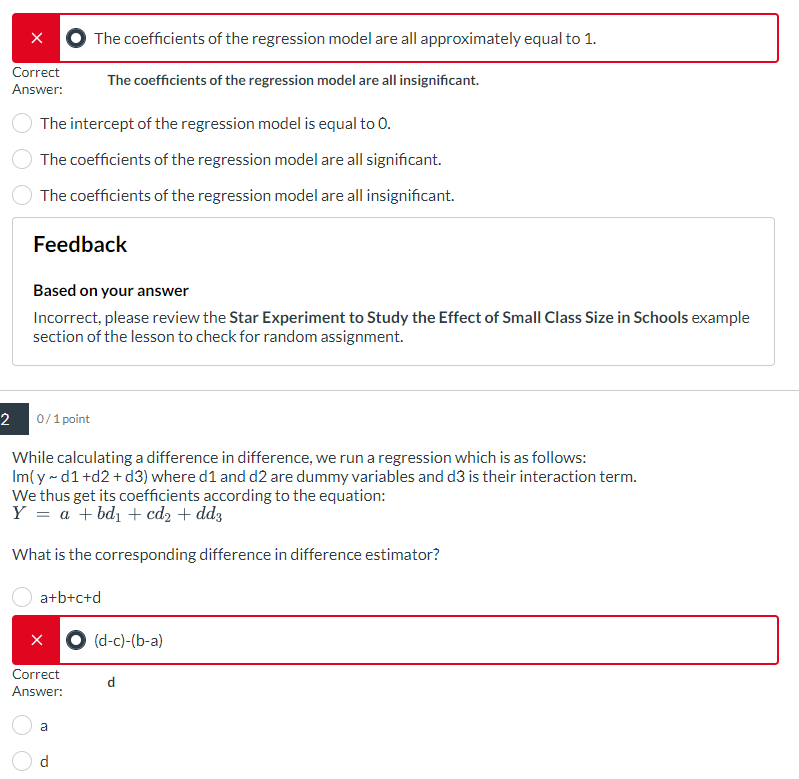 The coefficients of the regression model are all approximately equal to 1.
Correct
Answer:
The coefficients of the regression model are all insignificant.
The intercept of the regression model is equal to 0.
The coefficients of the regression model are all significant.
The coefficients of the regression model are all insignificant.
Feedback
Based on your answer
Incorrect, please review the Star Experiment to Study the Effect of Small Class Size in Schools example
section of the lesson to check for random assignment.
2 0 / 1 point
While calculating a difference in difference, we run a regression which is as follows:
lm( y ~ d1 +d2 + d3) where d1 and d2 are dummy variables and d3 is their interaction term.
We thus get its coefficients according to the equation:
Y = a + bd₁ + cd₂ + dd₃
What is the corresponding difference in difference estimator?
a+b+c+d
(d-c)-(b-a)
Correct
Answer:
d
a
d